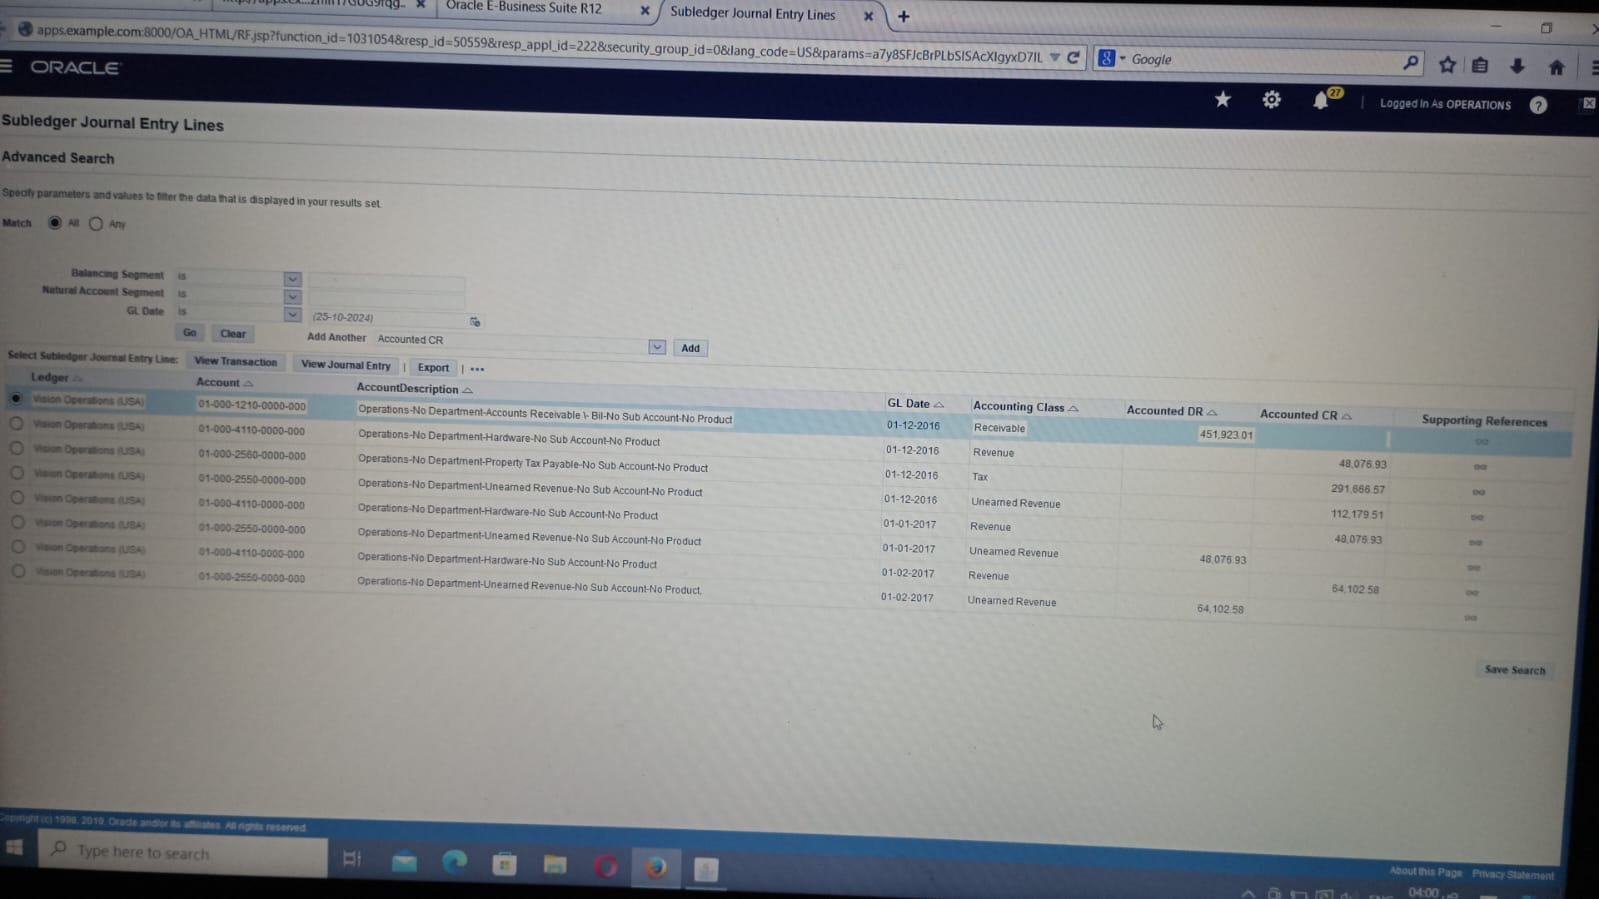 Oracle E-Business Suite R12
Subledger Journal Entry Lines
apps.example.com:8000/OA_HTML/RF.jsp?function_id=1031054&resp_id=50559&resp_appl_id=222&security_group_id=0&lang_code=US&params=a7y8SFJcBrPLbSISAcXIgyxD7IL
Google
ORACLE
27
Logged In As OPERATIONS
?
Subledger Journal Entry Lines
Advanced Search
Specify parameters and values to filter the data that is displayed in your results set.
Match All Any
Balancing Segment is
Natural Account Segment is
GL Date is (25-10-2024)
Go Clear Add Another Accounted CR Add
Select Subledger Journal Entry Line: View Transaction View Journal Entry | Export | ...
Ledger Account AccountDescription GL Date Accounting Class Accounted DR Accounted CR Supporting References
Vision Operations (USA) 01-000-1210-0000-000 Operations-No Department-Accounts Receivable \- Bil-No Sub Account-No Product 01-12-2016 Receivable 451,923.01
Vision Operations (USA) 01-000-4110-0000-000 Operations-No Department-Hardware-No Sub Account-No Product 01-12-2016 Revenue 48,076.93
Vision Operations (USA) 01-000-2560-0000-000 Operations-No Department-Property Tax Payable-No Sub Account-No Product 01-12-2016 Tax 291,666.57
Vision Operations (USA) 01-000-2550-0000-000 Operations-No Department-Unearned Revenue-No Sub Account-No Product 01-12-2016 Unearned Revenue 112,179.51
Vision Operations (USA) 01-000-4110-0000-000 Operations-No Department-Hardware-No Sub Account-No Product 01-01-2017 Revenue 48,076.93
Vision Operations (USA) 01-000-2550-0000-000 Operations-No Department-Unearned Revenue-No Sub Account-No Product 01-01-2017 Unearned Revenue 48,076.93
Vision Operations (USA) 01-000-4110-0000-000 Operations-No Department-Hardware-No Sub Account-No Product 01-02-2017 Revenue 64,102.58
Vision Operations (USA) 01-000-2550-0000-000 Operations-No Department-Unearned Revenue-No Sub Account-No Product 01-02-2017 Unearned Revenue 64,102.58
Save Search
Copyright (c) 1998, 2019, Oracle and/or its affiliates. All rights reserved.
About this Page Privacy Statement
Type here to search
04:00